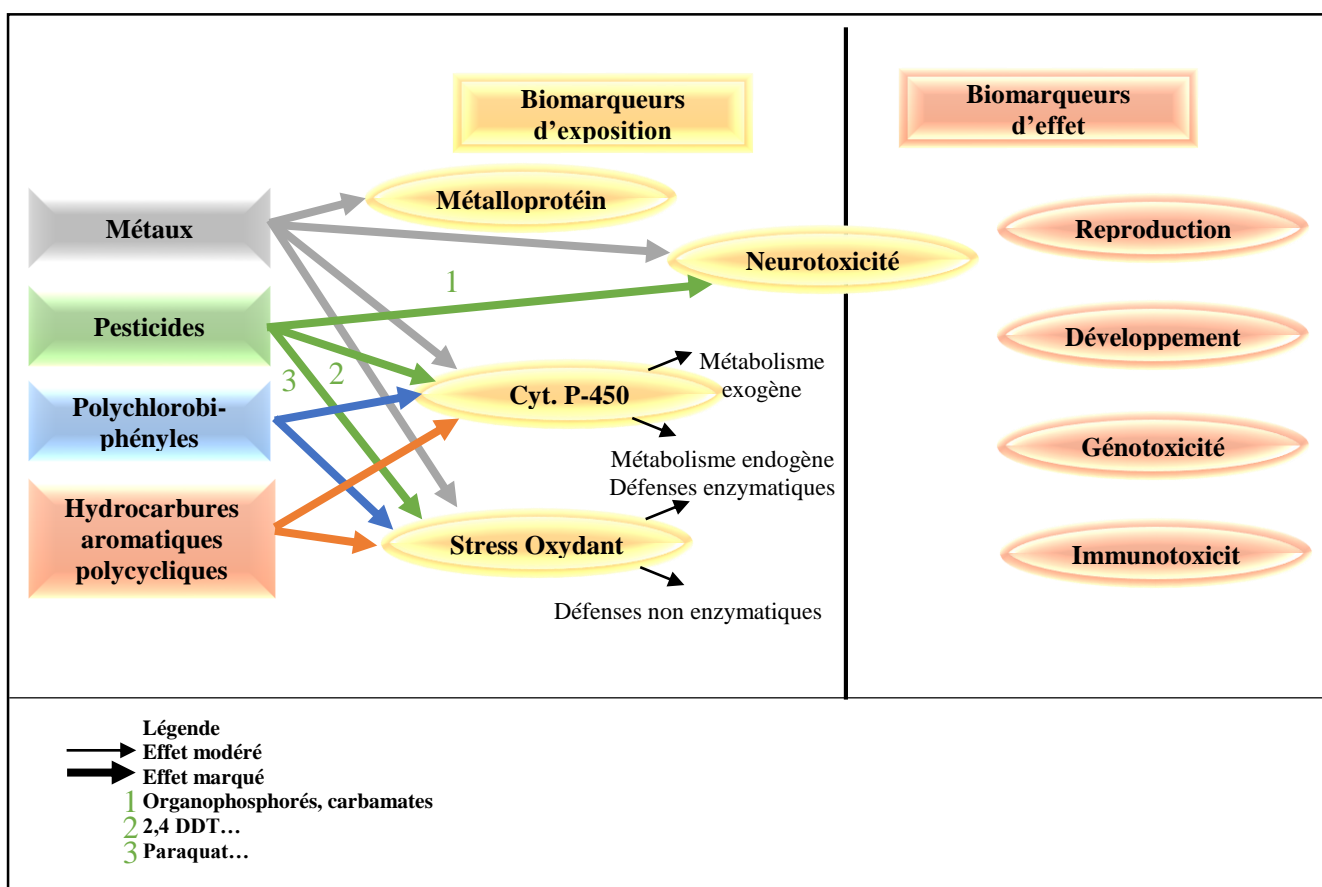 Biomarqueurs
d'exposition
Biomarqueurs
d'effet
Métaux
Pesticides
Polychlorobi-
phényles
Hydrocarbures
aromatiques
polycycliques
Métalloprotéin
Neurotoxicité
1
2
3
Cyt. P-450
Métabolisme
exogène
Métabolisme endogène
Défenses enzymatiques
Stress Oxydant
Défenses non enzymatiques
Reproduction
Développement
Génotoxicité
Immunotoxicit
Légende
Effet modéré
Effet marqué
1 Organophosphorés, carbamates
2 2,4 DDT…
3 Paraquat…